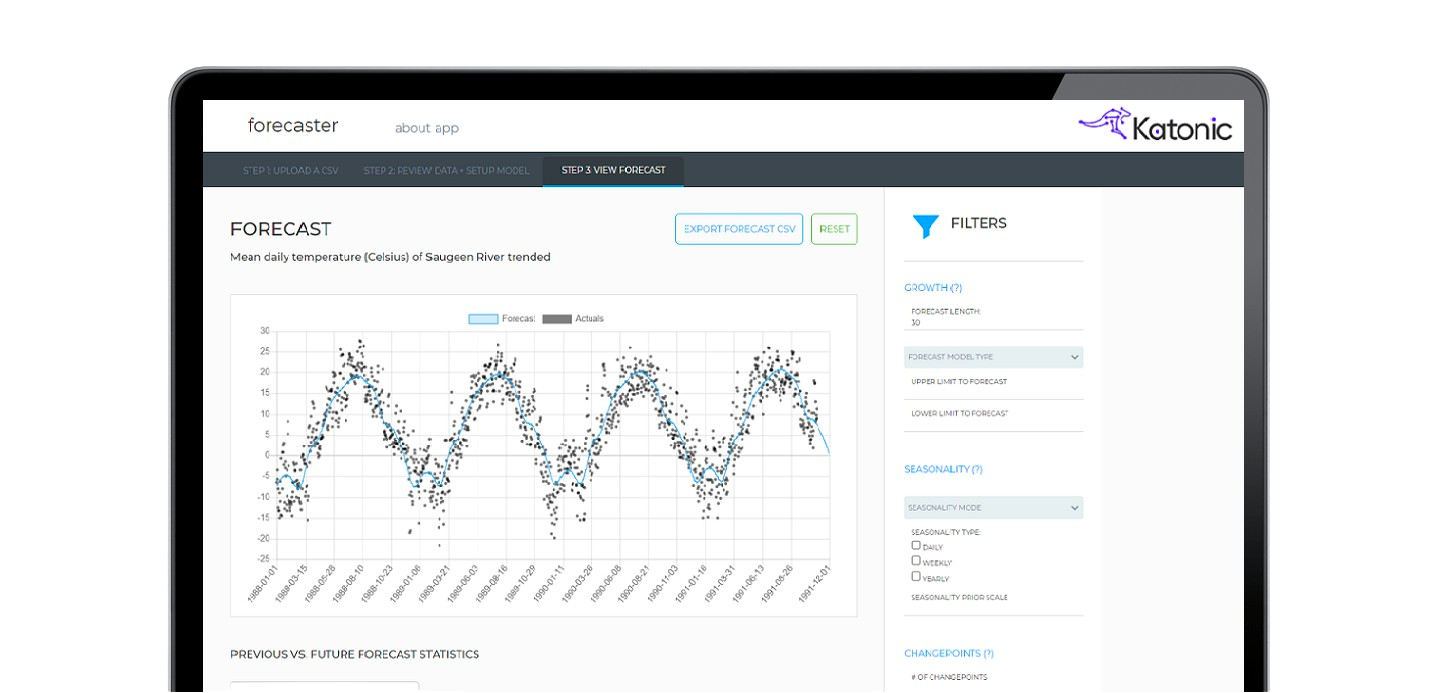 forecaster
about app
Katonic
STEP 1: UPLOAD A CSV
STEP 2: REVIEW DATA + SETUP MODEL
STEP 3: VIEW FORECAST
FORECAST
EXPORT FORECAST CSV
RESET
Mean daily temperature (Celsius) of Saugeen River trended
Forecast
Actuals
30
25
20
15
10
5
0
-5
-10
-15
-20
-25
1988-01-01
1988-03-15
1988-05-28
1988-08-10
1988-10-23
1989-01-06
1989-03-21
1989-06-03
1989-08-16
1989-10-29
1990-01-11
1990-03-26
1990-06-08
1990-08-21
1990-11-03
1991-01-16
1991-03-31
1991-06-13
1991-08-26
1991-12-01
PREVIOUS VS. FUTURE FORECAST STATISTICS
FILTERS
GROWTH (?)
FORECAST LENGTH:
30
FORECAST MODEL TYPE
UPPER LIMIT TO FORECAST
LOWER LIMIT TO FORECAST
SEASONALITY (?)
SEASONALITY MODE
SEASONALITY TYPE:
DAILY
WEEKLY
YEARLY
SEASONALITY PRIOR SCALE
CHANGEPOINTS (?)
# OF CHANGEPOINTS